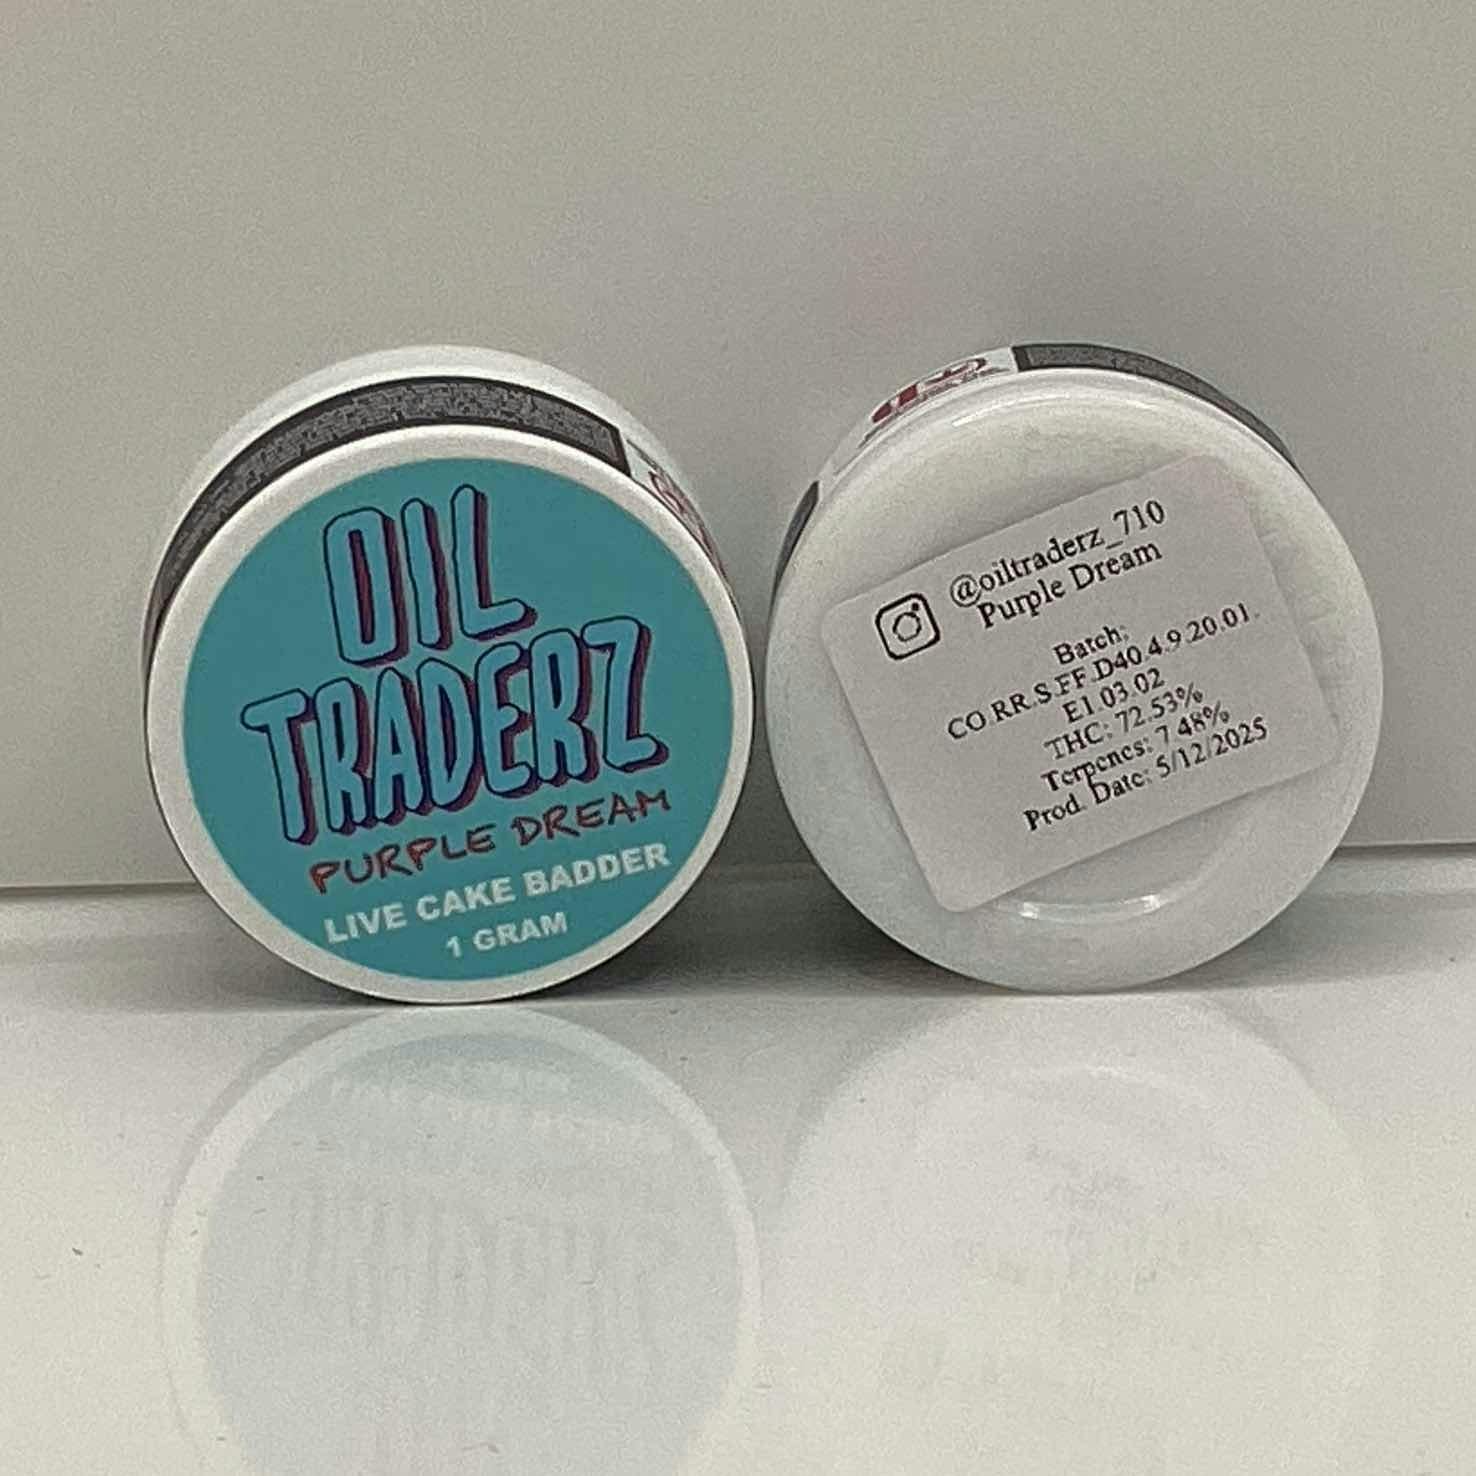 OIL
TRADERZ
PURPLE DREAM
LIVE CAKE BADDER
1 GRAM
@oiltraderz_710
Purple Dream
Batch:
CO.RR.S.FF.D40.4.9.20.01.
E1.03.02
THC: 72.53%
Terpenes: 7.48%
Prod. Date: 5/12/2025